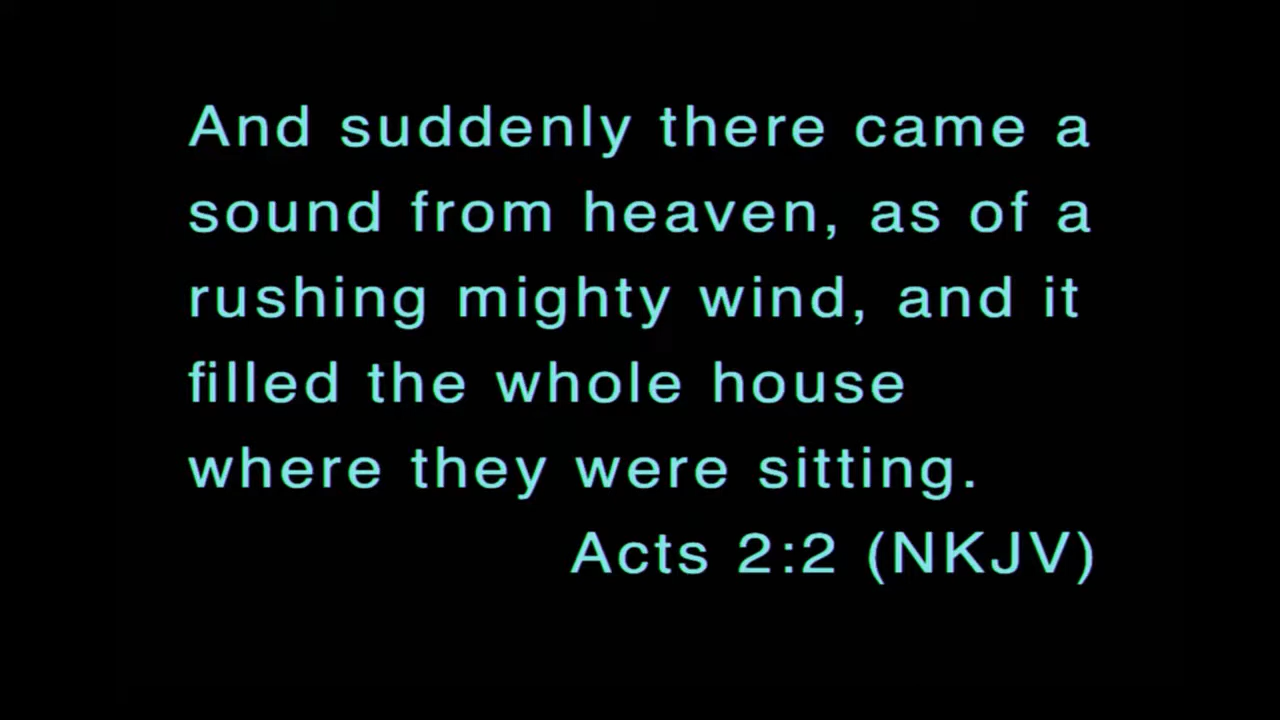 And suddenly there came a
sound from heaven, as of a
rushing mighty wind, and it
filled the whole house
where they were sitting.
Acts 2:2 (NKJV)